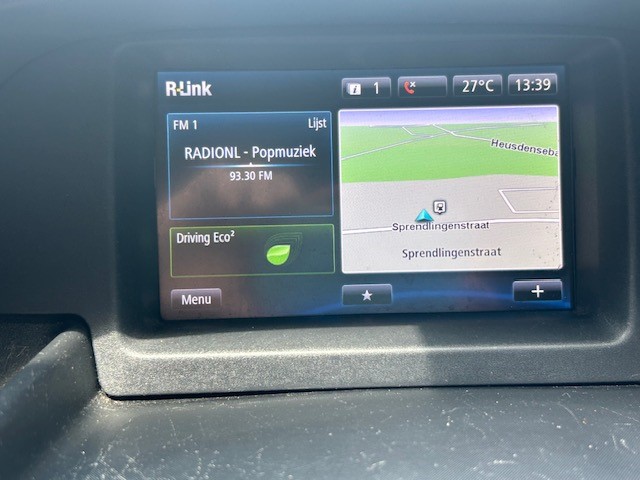 R-Link
1
27°C
13:39
FM 1
Lijst
RADIONL - Popmuziek
93.30 FM
Driving Eco²
Heusdenseba
Sprendlingenstraat
Sprendlingenstraat
Menu